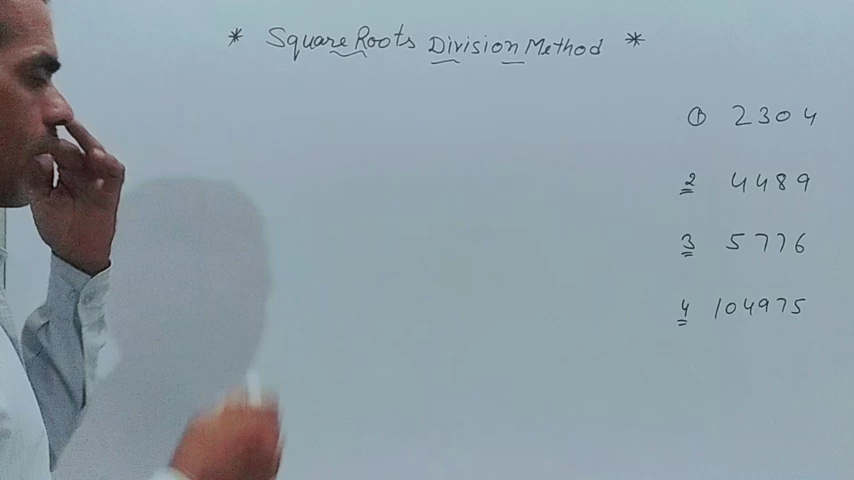 * Square Roots Division Method *
① 2304
2 4489
3 5776
4 104975